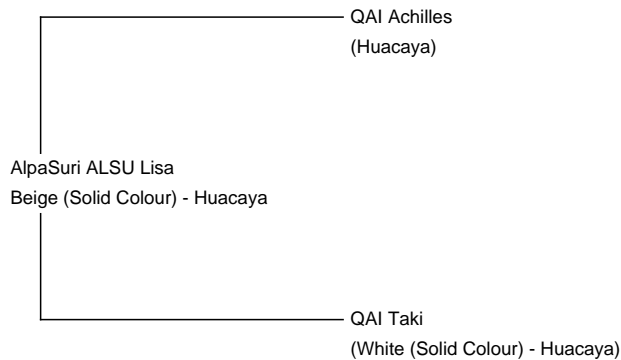 QAI Achilles
(Huacaya)
AlpaSuri ALSU Lisa
Beige (Solid Colour) - Huacaya
QAI Taki
(White (Solid Colour) - Huacaya)